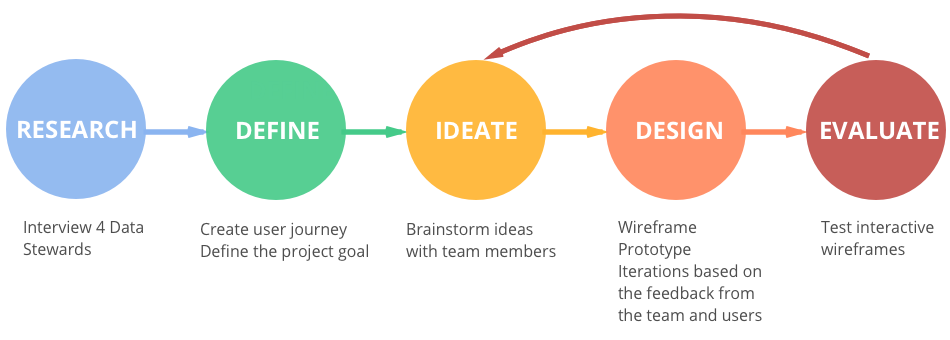 RESEARCH
DEFINE
IDEATE
DESIGN
EVALUATE
Interview 4 Data
Stewards
Create user journey
Define the project goal
Brainstorm ideas
with team members
Wireframe
Prototype
Iterations based on
the feedback from
the team and users
Test interactive
wireframes